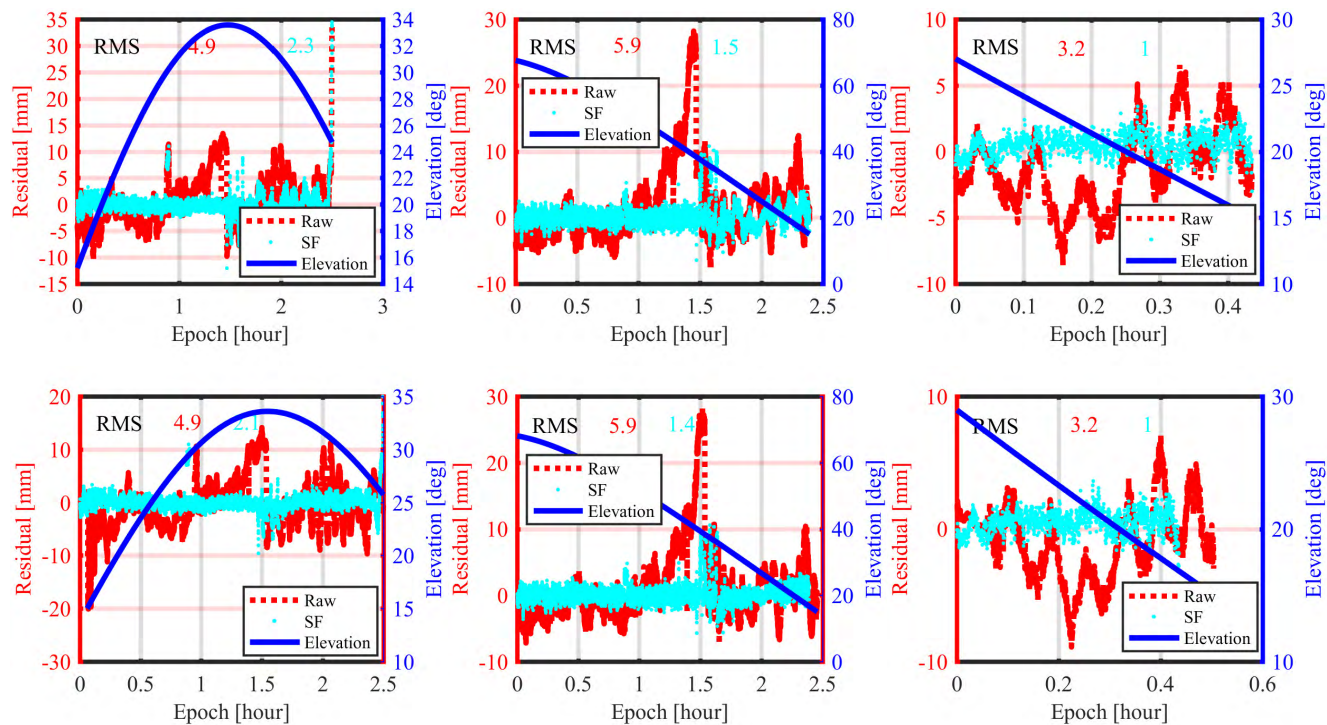 RMS 4.9 2.3
35
30
25
20
15
10
5
0
-5
-10
-15
Residual [mm]
34
32
30
28
26
24
22
20
18
16
14
Elevation [deg]
Raw
SF
Elevation
0 1 2 3
Epoch [hour]
RMS 5.9 1.5
30
20
10
0
-10
Residual [mm]
80
60
40
20
0
Elevation [deg]
Raw
SF
Elevation
0 0.5 1 1.5 2 2.5
Epoch [hour]
RMS 3.2 1
10
5
0
-5
-10
Residual [mm]
30
25
20
15
10
Elevation [deg]
Raw
SF
Elevation
0 0.1 0.2 0.3 0.4
Epoch [hour]
RMS 4.9 2.1
20
10
0
-10
-20
-30
Residual [mm]
35
30
25
20
15
10
Elevation [deg]
Raw
SF
Elevation
0 0.5 1 1.5 2 2.5
Epoch [hour]
RMS 5.9 1.4
30
20
10
0
-10
Residual [mm]
80
60
40
20
0
Elevation [deg]
Raw
SF
Elevation
0 0.5 1 1.5 2 2.5
Epoch [hour]
RMS 3.2 1
10
0
-10
Residual [mm]
30
20
10
Elevation [deg]
Raw
SF
Elevation
0 0.2 0.4 0.6
Epoch [hour]